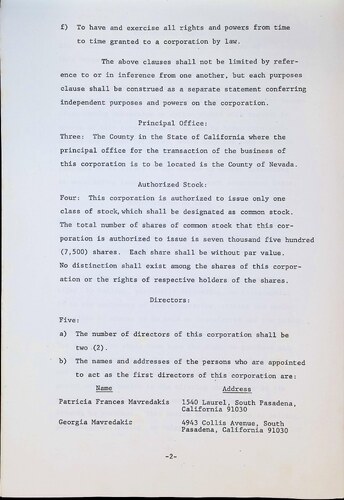 f) To have and exercise all rights and powers from time
to time granted to a corporation by law.
The above clauses shall not be limited by refer-
ence to or in inference from one another, but each purposes
clause shall be construed as a separate statement conferring
independent purposes and powers on the corporation.
Principal Office:
Three: The County in the State of California where the
principal office for the transaction of the business of
this corporation is to be located is the County of Nevada.
Authorized Stock:
Four: This corporation is authorized to issue only one
class of stock, which shall be designated as common stock.
The total number of shares of common stock that this cor-
poration is authorized to issue is seven thousand five hundred
(7,500) shares. Each share shall be without par value.
No distinction shall exist among the shares of this corpor-
ation or the rights of respective holders of the shares.
Directors:
Five:
a) The number of directors of this corporation shall be
two (2).
b) The names and addresses of the persons who are appointed
to act as the first directors of this corporation are:
Name Address
Patricia Frances Mavredakis 1540 Laurel, South Pasadena,
California 91030
Georgia Mavredakis 4943 Collis Avenue, South
Pasadena, California 91030
-2-